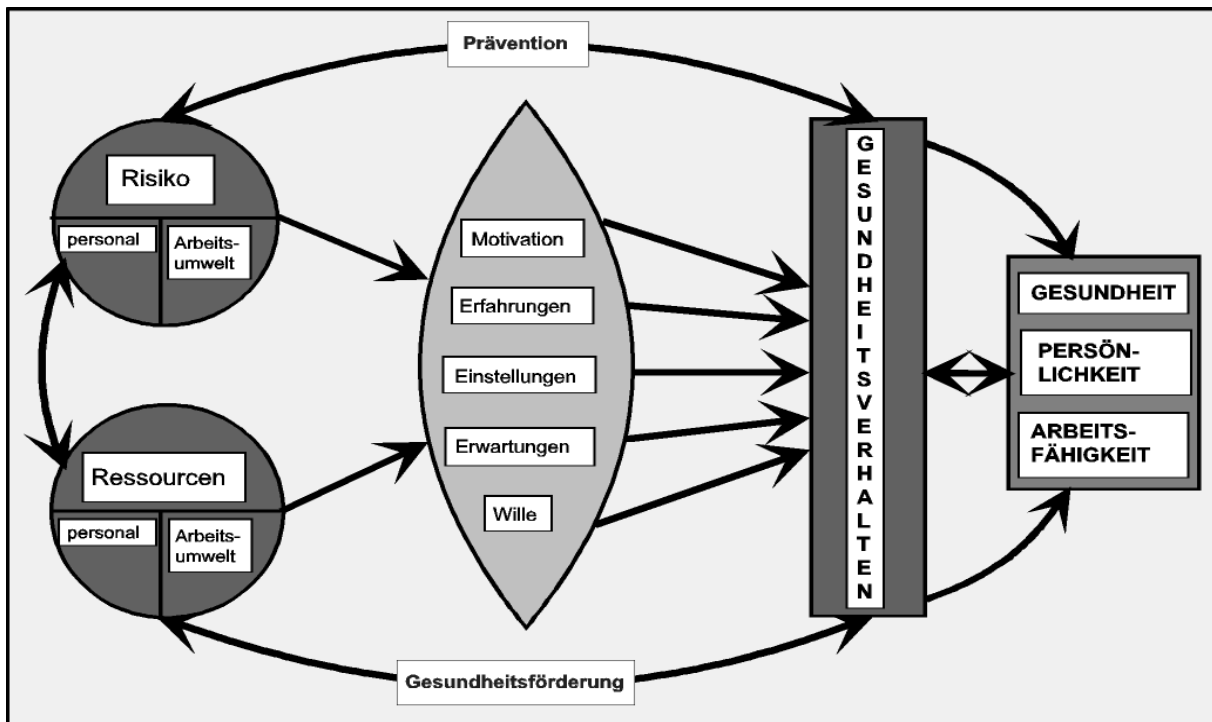 Prävention
Risiko
personal
Arbeits-
umwelt
Ressourcen
personal
Arbeits-
umwelt
Motivation
Erfahrungen
Einstellungen
Erwartungen
Wille
GESUNDHEITSVERHALTEN
GESUNDHEIT
PERSÖN-
LICHKEIT
ARBEITS-
FÄHIGKEIT
Gesundheitsförderung